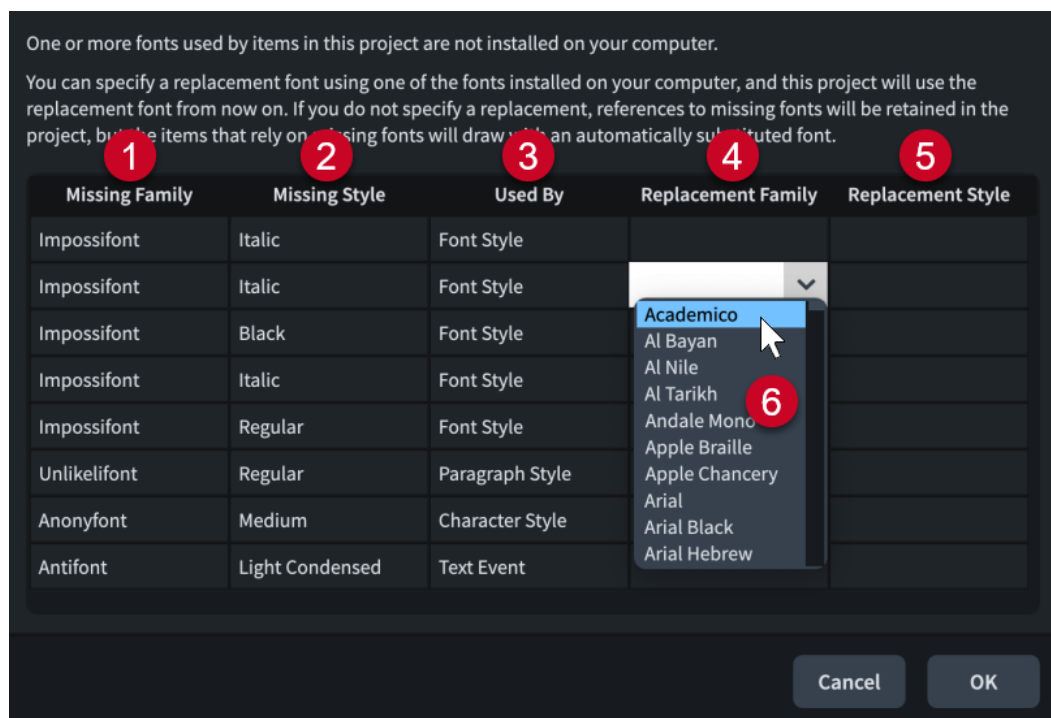 One or more fonts used by items in this project are not installed on your computer.
You can specify a replacement font using one of the fonts installed on your computer, and this project will use the
replacement font from now on. If you do not specify a replacement, references to missing fonts will be retained in the
project, but the items that rely on missing fonts will draw with an automatically substituted font.
1 2 3 4 5
Missing Family Missing Style Used By Replacement Family Replacement Style
Impossifont Italic Font Style
Impossifont Italic Font Style
Academico
Impossifont Black Font Style
Al Bayan
Al Nile
Impossifont Italic Font Style
Al Tarikh
6
Impossifont Regular Font Style
Andale Mono
Apple Braille
Unlikelifont Regular Paragraph Style
Apple Chancery
Arial
Anonyfont Medium Character Style
Arial Black
Arial Hebrew
Antifont Light Condensed Text Event
Cancel OK